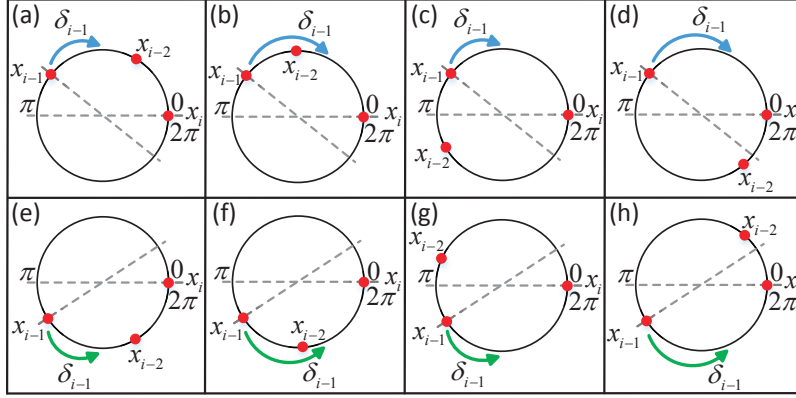 (a) δ_{i-1} x_{i-2} x_{i-1} π 0 x_i 2π
(b) δ_{i-1} x_{i-1} x_{i-2} π 0 x_i 2π
(c) δ_{i-1} x_{i-1} π 0 x_i 2π x_{i-2}
(d) δ_{i-1} x_{i-1} π 0 x 2π x_{i-2}
(e) π 0 x_i 2π x_{i-1} x_{i-2} δ_{i-1}
(f) π 0 x_i 2π x_{i-1} x_{i-2} δ_{i-1}
(g) x_{i-2} π 0 x_i 2π x_{i-1} δ_{i-1}
(h) x_{i-2} π 0 x 2π x_{i-1} δ_{i-1}